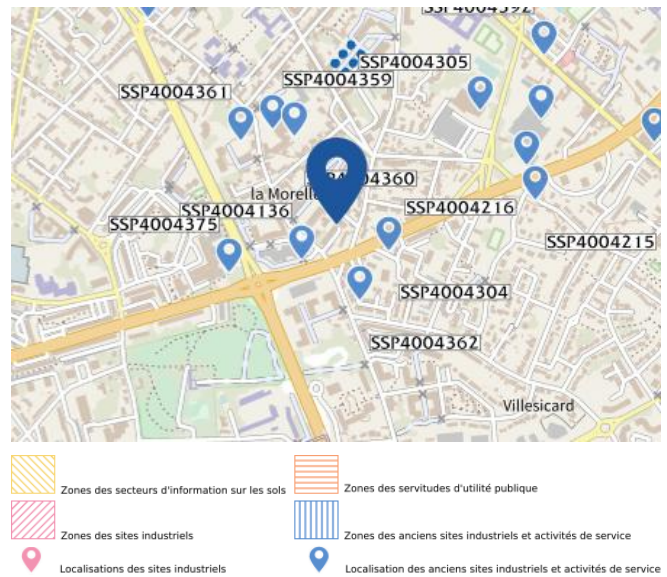 SSP4004392
SSP4004305
SSP4004359
SSP4004361
SSP4004360
la Morelle
SSP4004136
SSP4004216
SSP4004375
SSP4004215
SSP4004304
SSP4004362
Villesicard
Zones des secteurs d'information sur les sols
Zones des servitudes d'utilité publique
Zones des sites industriels
Zones des anciens sites industriels et activités de service
Localisations des sites industriels
Localisation des anciens sites industriels et activités de service